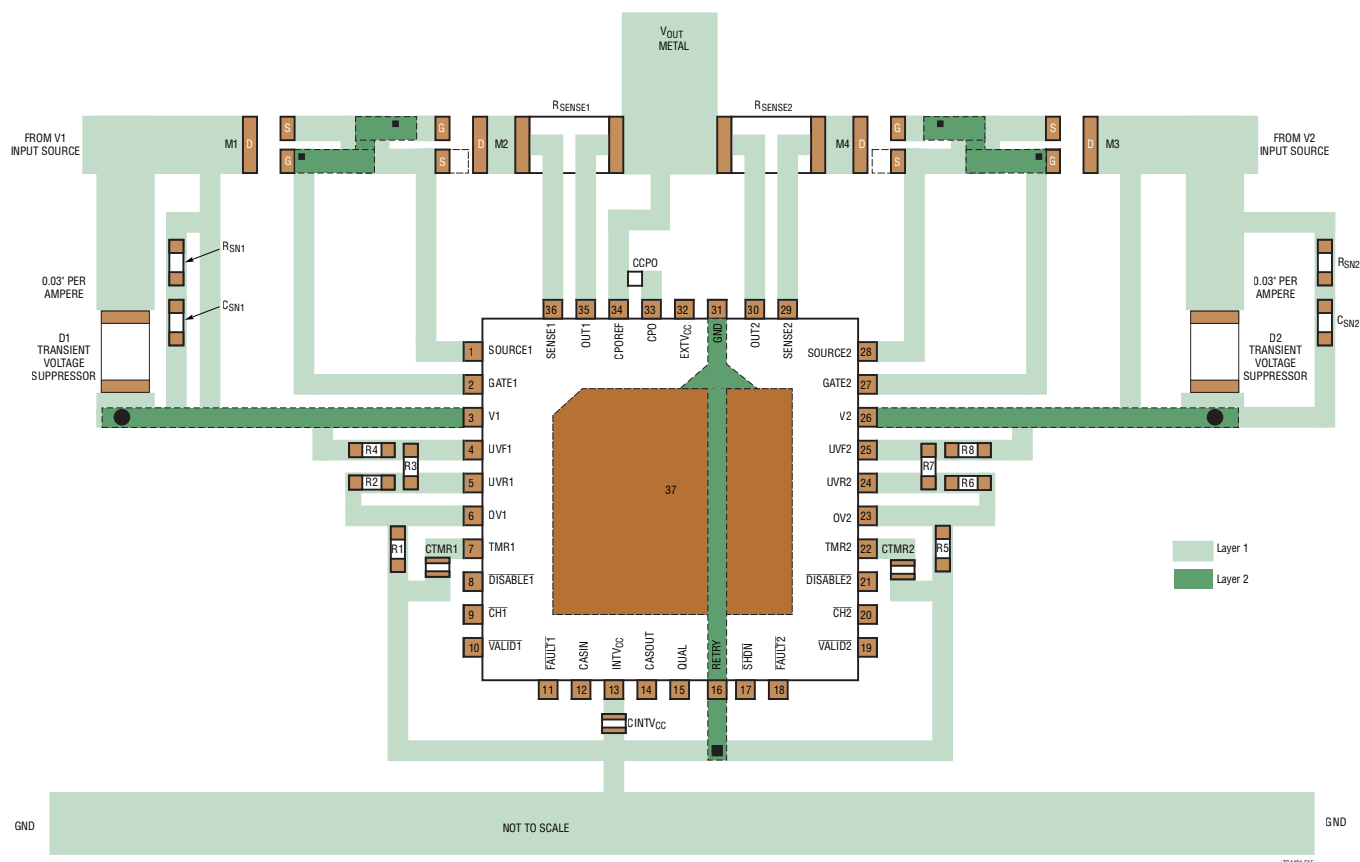 VOUT
METAL
RSENSE1
RSENSE2
FROM V1
INPUT SOURCE
M1
D
S
G
G
S
D
M2
M4
D
G
S
S
G
D
M3
FROM V2
INPUT SOURCE
RSN1
CSN1
0.03" PER
AMPERE
D1
TRANSIENT
VOLTAGE
SUPPRESSOR
CCPO
RSN2
CSN2
0.03" PER
AMPERE
D2
TRANSIENT
VOLTAGE
SUPPRESSOR
36
35
34
33
32
31
30
29
SENSE1
OUT1
CPOREF
CPO
EXTVCC
GND
OUT2
SENSE2
1 SOURCE1
2 GATE1
3 V1
4 UVF1
5 UVR1
6 OV1
7 TMR1
8 DISABLE1
9 CH1
10 VALID1
SOURCE2 28
GATE2 27
V2 26
UVF2 25
UVR2 24
OV2 23
TMR2 22
DISABLE2 21
CH2 20
VALID2 19
37
R4
R3
R2
R1
CTMR1
R7
R8
R6
R5
CTMR2
FAULT1
CASIN
INTVCC
CASOUT
QUAL
RETRY
SHDN
FAULT2
11
12
13
14
15
16
17
18
CINTVCC
Layer 1
Layer 2
GND
NOT TO SCALE
GND